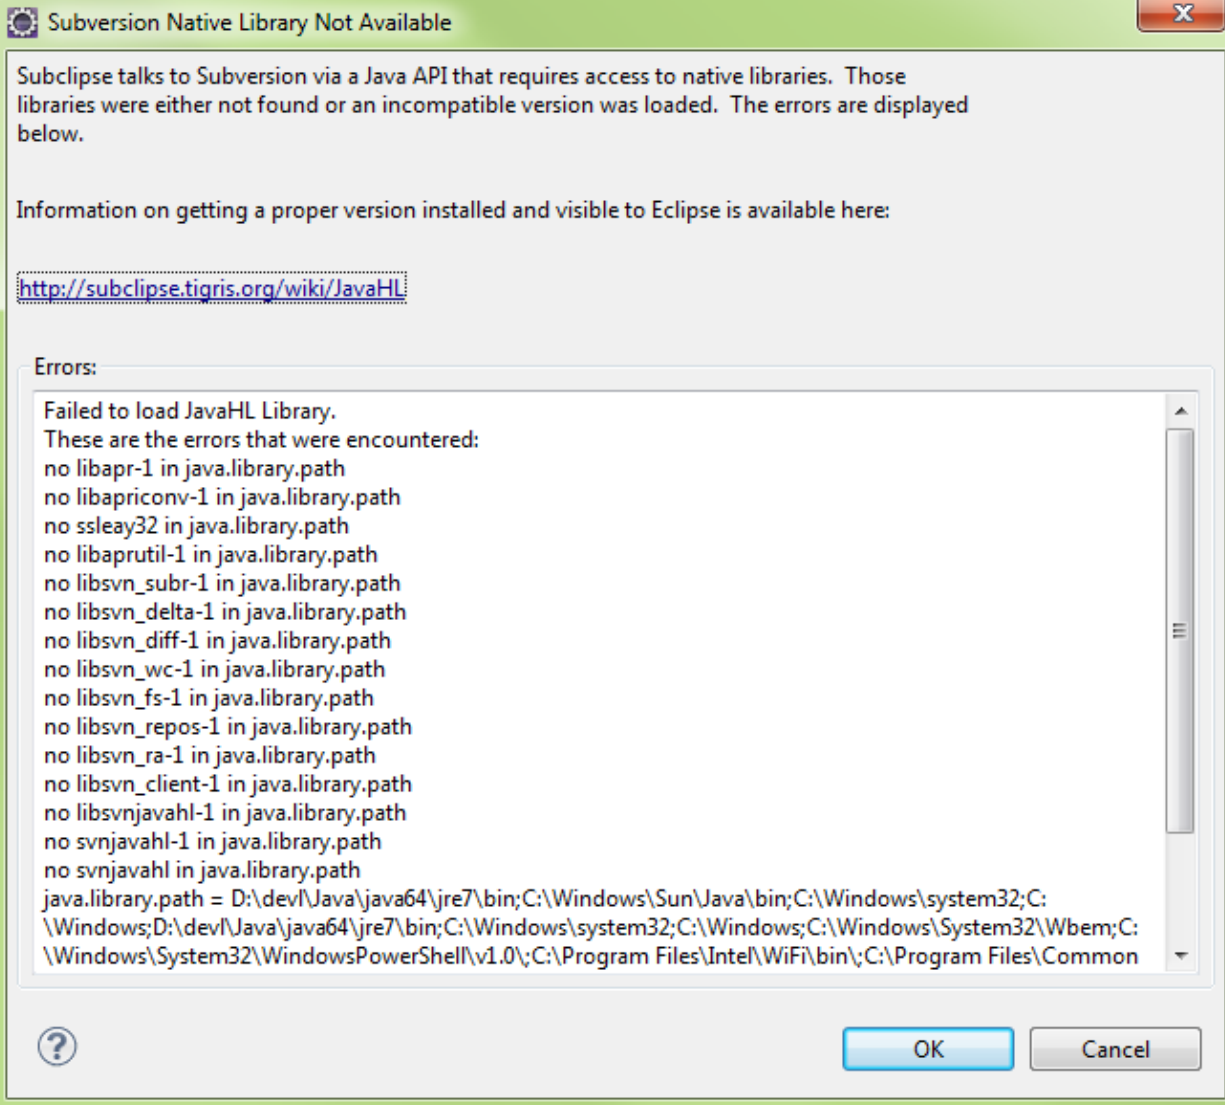 Subversion Native Library Not Available
Subclipse talks to Subversion via a Java API that requires access to native libraries.  Those
libraries were either not found or an incompatible version was loaded.  The errors are displayed
below.
Information on getting a proper version installed and visible to Eclipse is available here:
http://subclipse.tigris.org/wiki/JavaHL
Errors:
Failed to load JavaHL Library.
These are the errors that were encountered:
no libapr-1 in java.library.path
no libapriconv-1 in java.library.path
no ssleay32 in java.library.path
no libaprutil-1 in java.library.path
no libsvn_subr-1 in java.library.path
no libsvn_delta-1 in java.library.path
no libsvn_diff-1 in java.library.path
no libsvn_wc-1 in java.library.path
no libsvn_fs-1 in java.library.path
no libsvn_repos-1 in java.library.path
no libsvn_ra-1 in java.library.path
no libsvn_client-1 in java.library.path
no libsvnjavahl-1 in java.library.path
no svnjavahl-1 in java.library.path
no svnjavahl in java.library.path
java.library.path = D:\devl\Java\java64\jre7\bin;C:\Windows\Sun\Java\bin;C:\Windows\system32;C:
\Windows;D:\devl\Java\java64\jre7\bin;C:\Windows\system32;C:\Windows;C:\Windows\System32\Wbem;C:
\Windows\System32\WindowsPowerShell\v1.0\;C:\Program Files\Intel\WiFi\bin\;C:\Program Files\Common
?
OK
Cancel